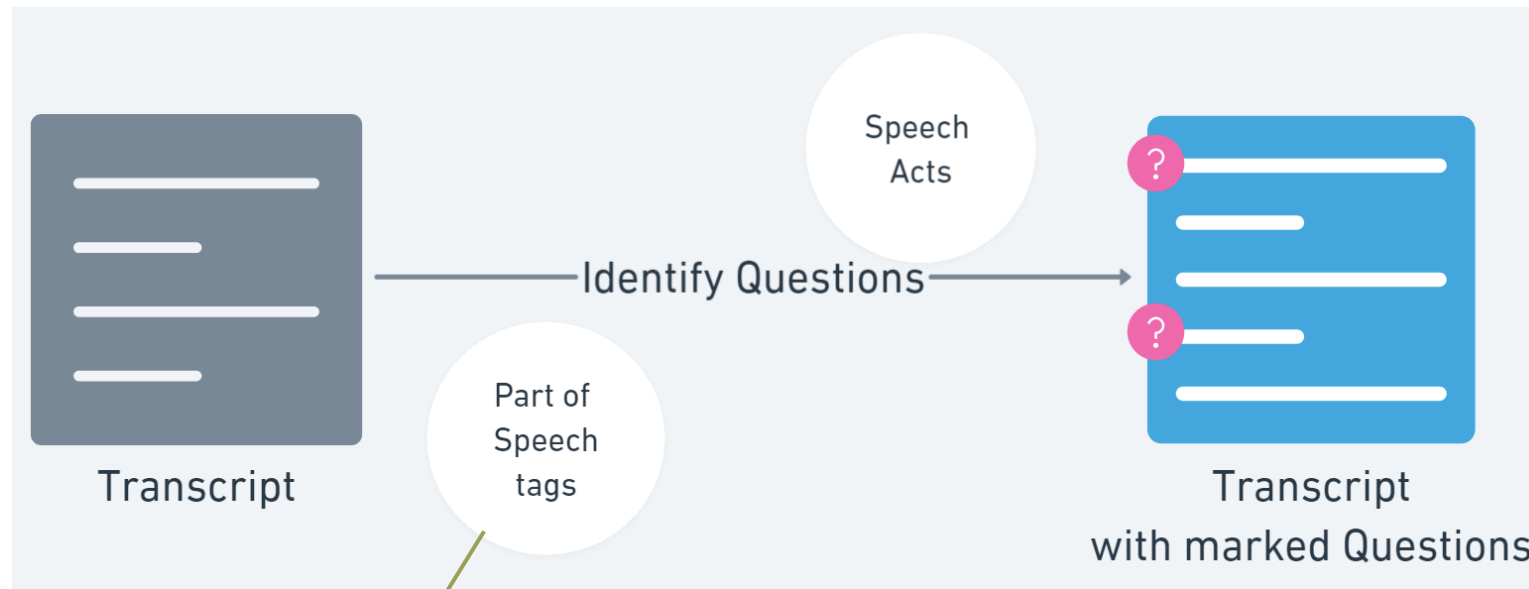 Speech
Acts
?
Identify Questions
?
Part of
Speech
tags
Transcript
Transcript
with marked Questions